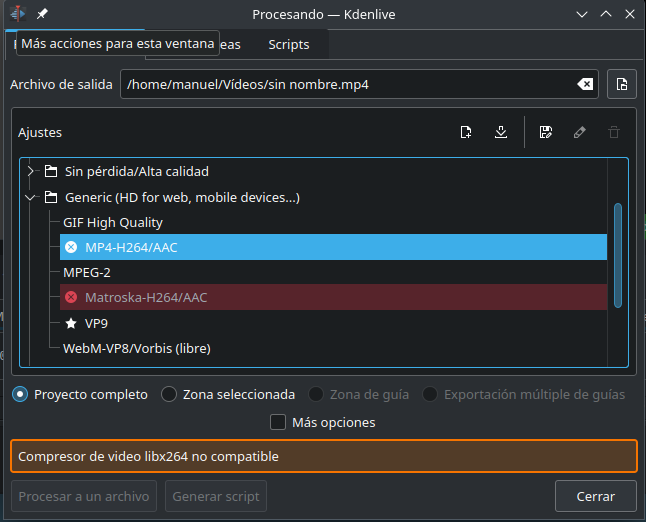 Procesando — Kdenlive
Más acciones para esta ventana
eas
Scripts
Archivo de salida
/home/manuel/Vídeos/sin nombre.mp4
Ajustes
Sin pérdida/Alta calidad
Generic (HD for web, mobile devices...)
GIF High Quality
MP4-H264/AAC
MPEG-2
Matroska-H264/AAC
VP9
WebM-VP8/Vorbis (libre)
Proyecto completo
Zona seleccionada
Zona de guía
Exportación múltiple de guías
Más opciones
Compresor de video libx264 no compatible
Procesar a un archivo
Generar script
Cerrar